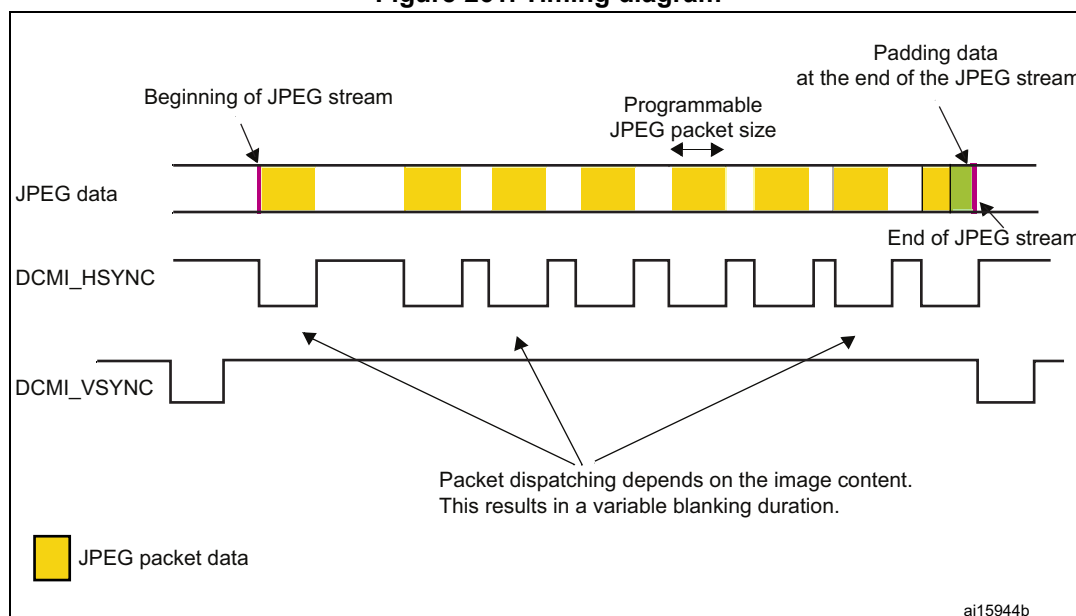 Padding data
at the end of the JPEG stream
Beginning of JPEG stream
Programmable
JPEG packet size
JPEG data
End of JPEG stream
DCMI_HSYNC
DCMI_VSYNC
Packet dispatching depends on the image content.
This results in a variable blanking duration.
JPEG packet data
ai15944b